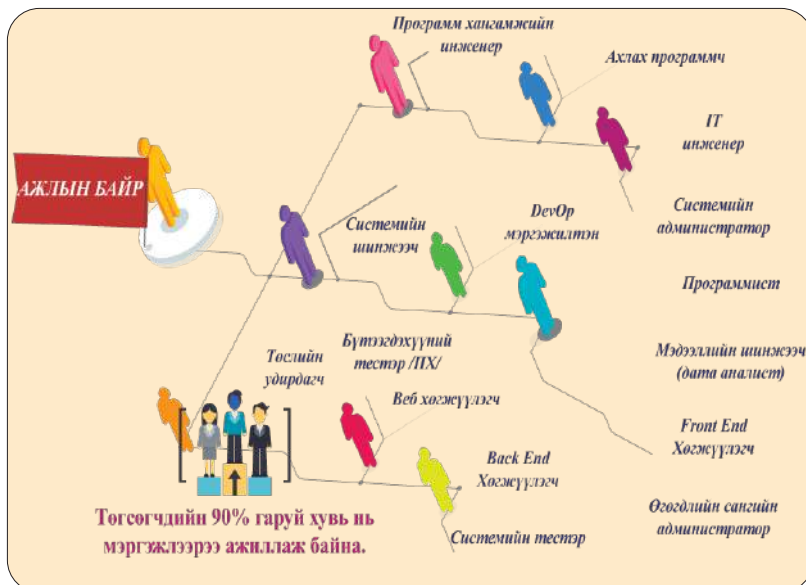 Программ хангамжийн
инженер
Ахлах программч
IT
инженер
АЖЛЫН БАЙР
Системийн
администратор
Системийн
шинжээч
DevOp
мэргэжилтэн
Программист
Бүтээгдэхүүний
тестэр /ПХ/
Төслийн
удирдагч
Мэдээллийн шинжээч
(дата аналист)
Веб хөгжүүлэгч
Front End
Хөгжүүлэгч
Back End
Хөгжүүлэгч
Өгөгдлийн сангийн
администратор
Системийн тестэр
Төгсөгчдийн 90% гаруй хувь нь
мэргэжлээрээ ажиллаж байна.